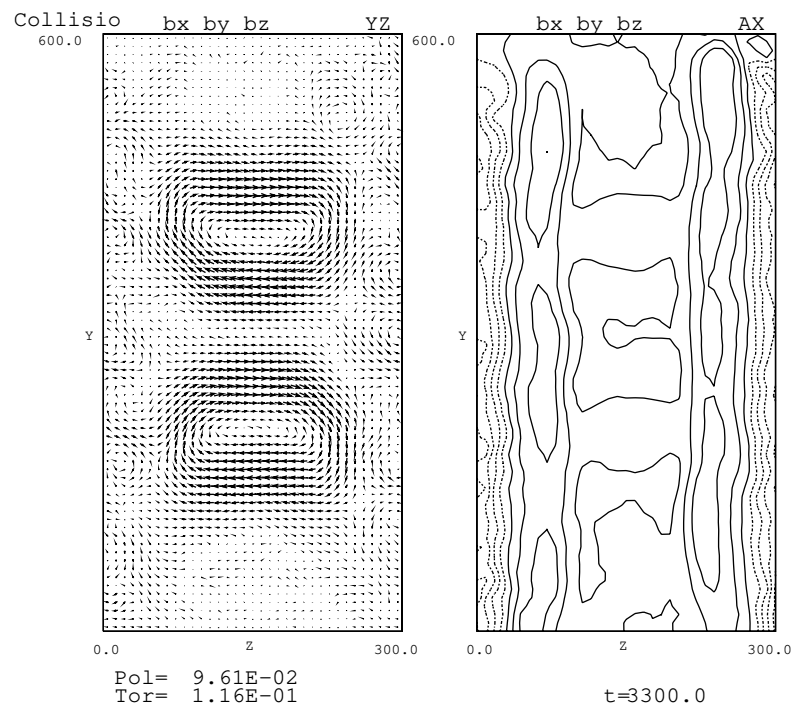 Collisio bx by bz YZ bx by bz AX
600.0 600.0
Y Y
0.0 Z 300.0 0.0 Z 300.0
Pol= 9.61E-02
Tor= 1.16E-01 t=3300.0